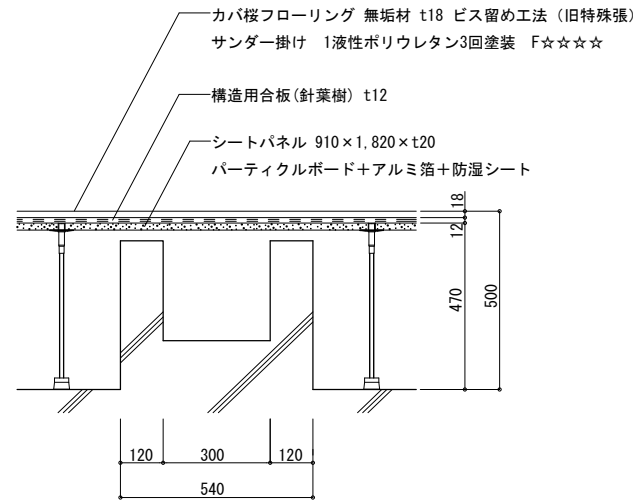 カバ桜フローリング 無垢材 t18 ビス留め工法（旧特殊張）
サンダー掛け　1液性ポリウレタン3回塗装　F☆☆☆☆
構造用合板(針葉樹) t12
シートパネル 910×1,820×t20
パーティクルボード＋アルミ箔＋防湿シート
18
12
470
500
120
300
120
540